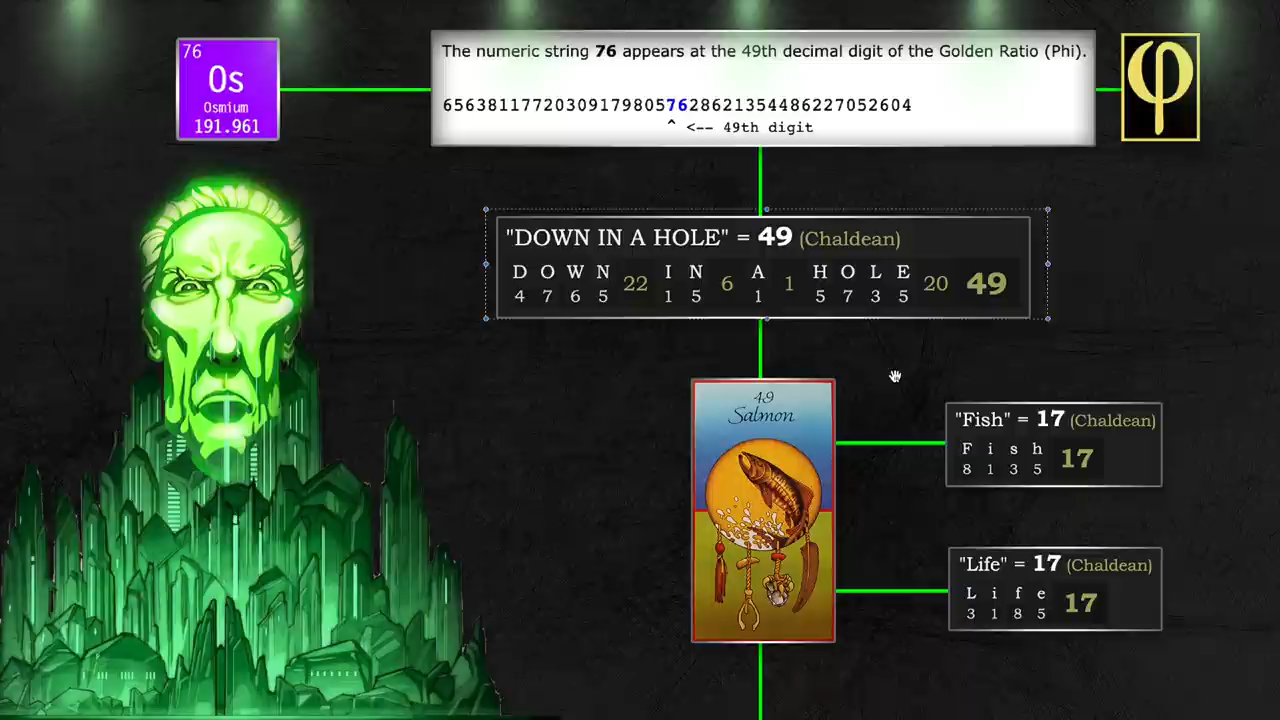 76
Os
Osmium
191.961
The numeric string 76 appears at the 49th decimal digit of the Golden Ratio (Phi).
65638117720309179805762862135448622705260​4
^ <-- 49th digit
φ
"DOWN IN A HOLE" = 49 (Chaldean)
D O W N 22 I N 6 A 1 H O L E 20 49
4 7 6 5 1 5 1 5 7 3 5
49
Salmon
"Fish" = 17 (Chaldean)
F i s h 17
8 1 3 5
"Life" = 17 (Chaldean)
L i f e 17
3 1 8 5